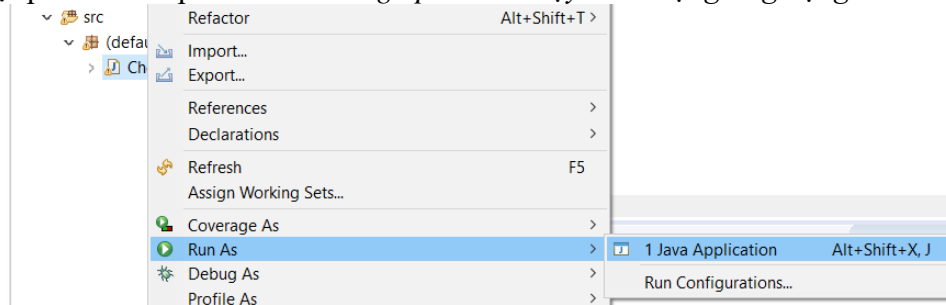 src
Refactor Alt+Shift+T >
(defau
Import...
Ch
Export...
References >
Declarations >
Refresh F5
Assign Working Sets...
Coverage As >
Run As >
1 Java Application Alt+Shift+X, J
Debug As >
Run Configurations...
Profile As >